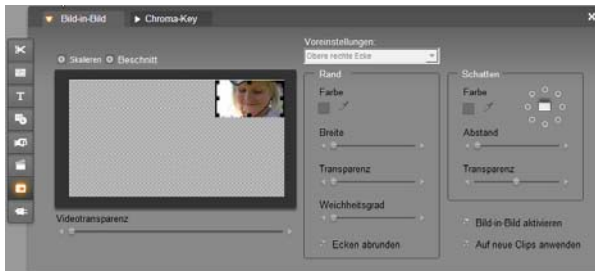 Bild-in-Bild
Chroma-Key
Skalieren
Beschnitt
Voreinstellungen:
Obere rechte Ecke
Videotransparenz
Rand
Farbe
Breite
Transparenz
Weichheitsgrad
Ecken abrunden
Schatten
Farbe
Abstand
Transparenz
Bild-in-Bild aktivieren
Auf neue Clips anwenden